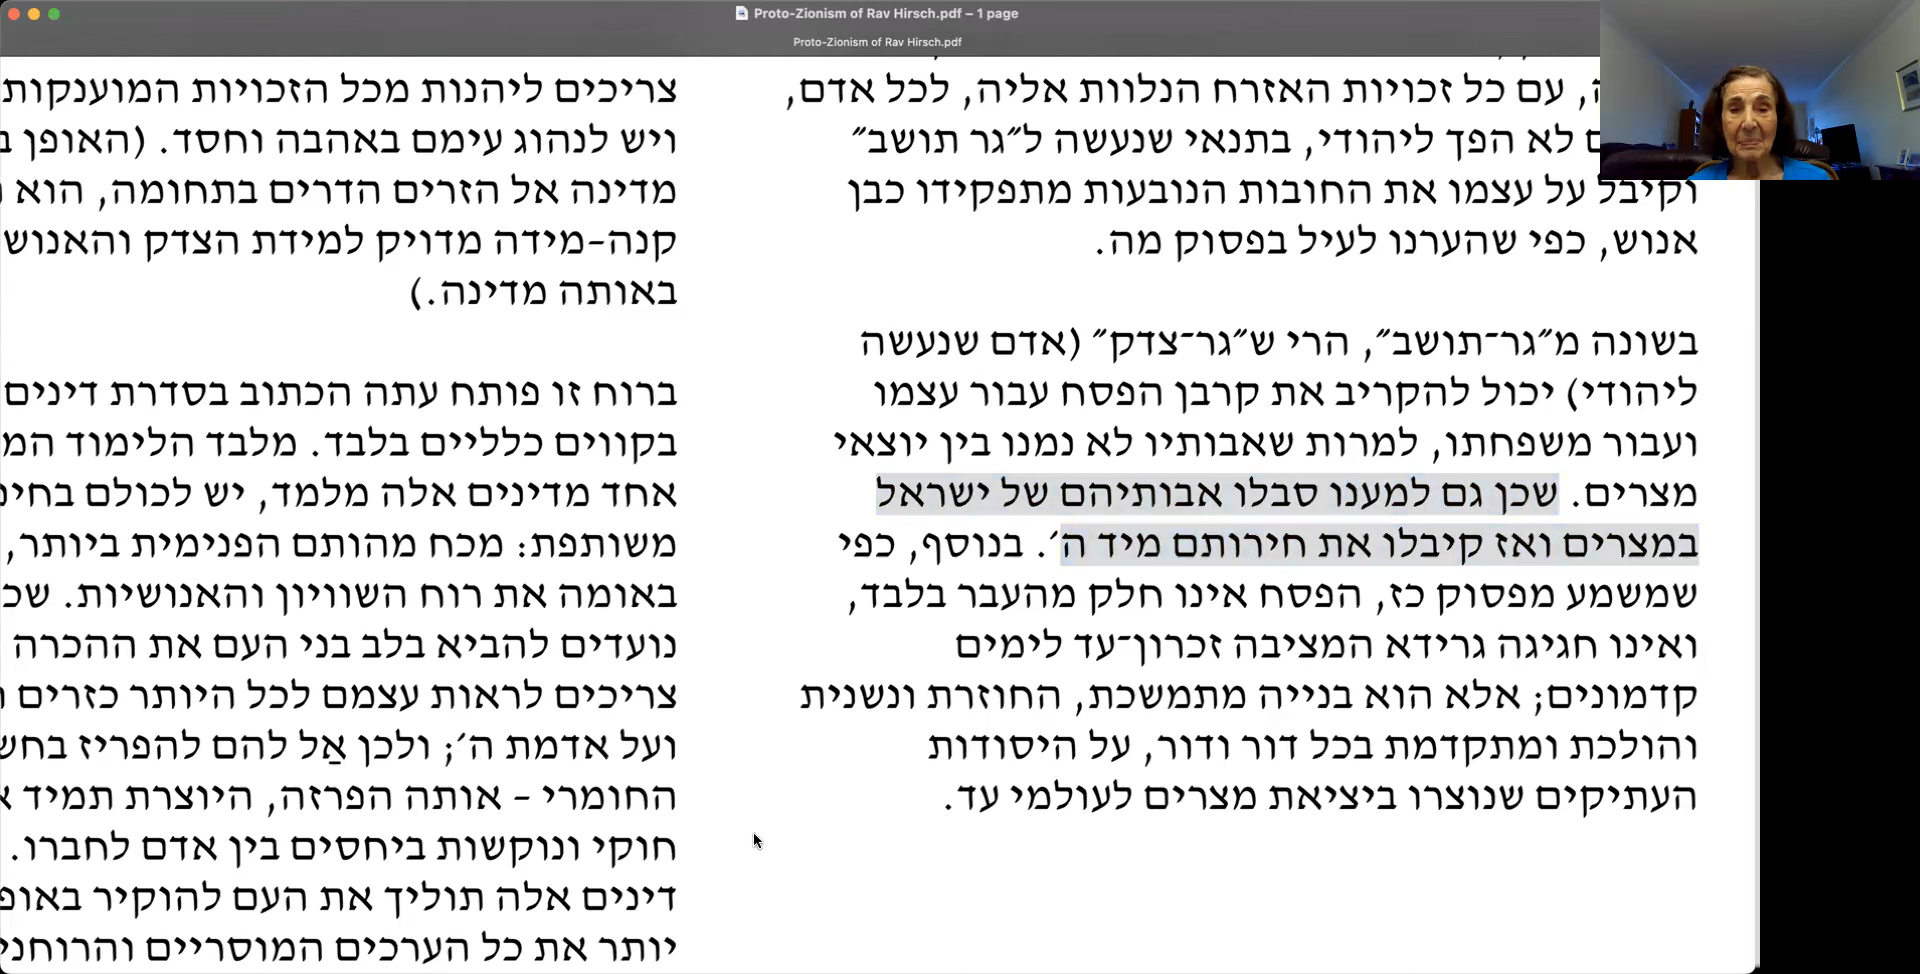 Proto-Zionism of Rav Hirsch.pdf – 1 page
Proto-Zionism of Rav Hirsch.pdf
עם כל זכויות האזרח הנלוות אליה, לכל אדם,
לא הפך ליהודי, בתנאי שנעשה ל״גר תושב״
וקיבל על עצמו את החובות הנובעות מתפקידו כבן
אנוש, כפי שהערנו לעיל בפסוק מה.
בשונה מ״גר־תושב״, הרי ש״גר־צדק״ (אדם שנעשה
ליהודי) יכול להקריב את קרבן הפסח עבור עצמו
ועבור משפחתו, למרות שאבותיו לא נמנו בין יוצאי
מצרים. שכן גם למענו סבלו אבותיהם של ישראל
במצרים ואז קיבלו את חירותם מיד ה׳. בנוסף, כפי
שמשמע מפסוק כז, הפסח אינו חלק מהעבר בלבד,
ואינו חגיגה גרידא המציבה זכרון־עד לימים
קדמונים; אלא הוא בנייה מתמשכת, החוזרת ונשנית
והולכת ומתקדמת בכל דור ודור, על היסודות
העתיקים שנוצרו ביציאת מצרים לעולמי עד.
צריכים ליהנות מכל הזכויות המוענקות
ויש לנהוג עימם באהבה וחסד. (האופן
מדינה אל הזרים הדרים בתחומה, הוא
קנה-מידה מדויק למידת הצדק והאנוש
באותה מדינה.)
ברוח זו פותח עתה הכתוב בסדרת דינים
בקווים כלליים בלבד. מלבד הלימוד
אחד מדינים אלה מלמד, יש לכולם
משותפת: מכח מהותם הפנימית ביותר,
באומה את רוח השוויון והאנושיות.
נועדים להביא בלב בני העם את ההכרה
צריכים לראות עצמם לכל היותר כזרים
ועל אדמת ה׳; ולכן אַל להם להפריז
החומרי - אותה הפרזה, היוצרת תמיד
חוקי ונוקשות ביחסים בין אדם לחברו.
דינים אלה תוליך את העם להוקיר
יותר את כל הערכים המוסריים